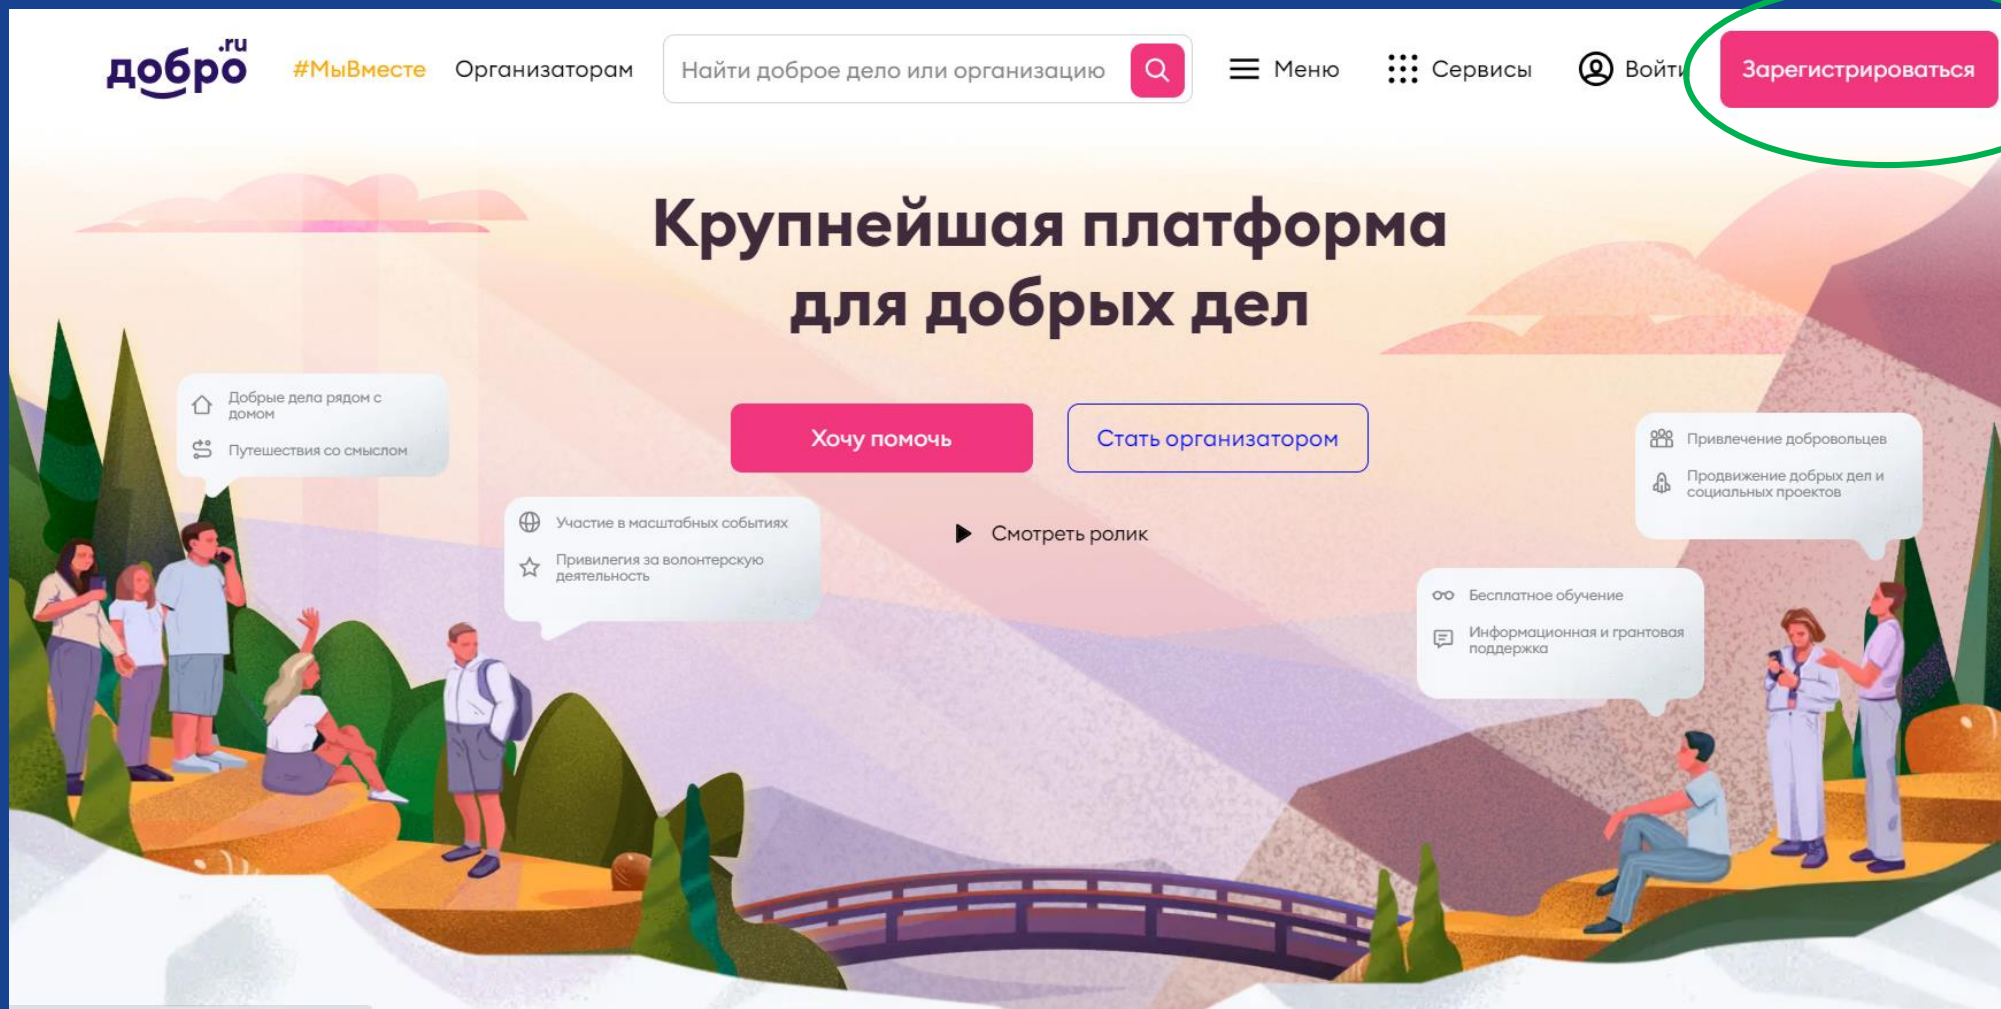 добро.ru
#МыВместе
Организаторам
Найти доброе дело или организацию
Меню
Сервисы
Войти
Зарегистрироваться
Крупнейшая платформа
для добрых дел
Добрые дела рядом с
домом
Путешествия со смыслом
Хочу помочь
Стать организатором
Смотреть ролик
Участие в масштабных событиях
Привилегия за волонтерскую
деятельность
Привлечение добровольцев
Продвижение добрых дел и
социальных проектов
Бесплатное обучение
Информационная и грантовая
поддержка